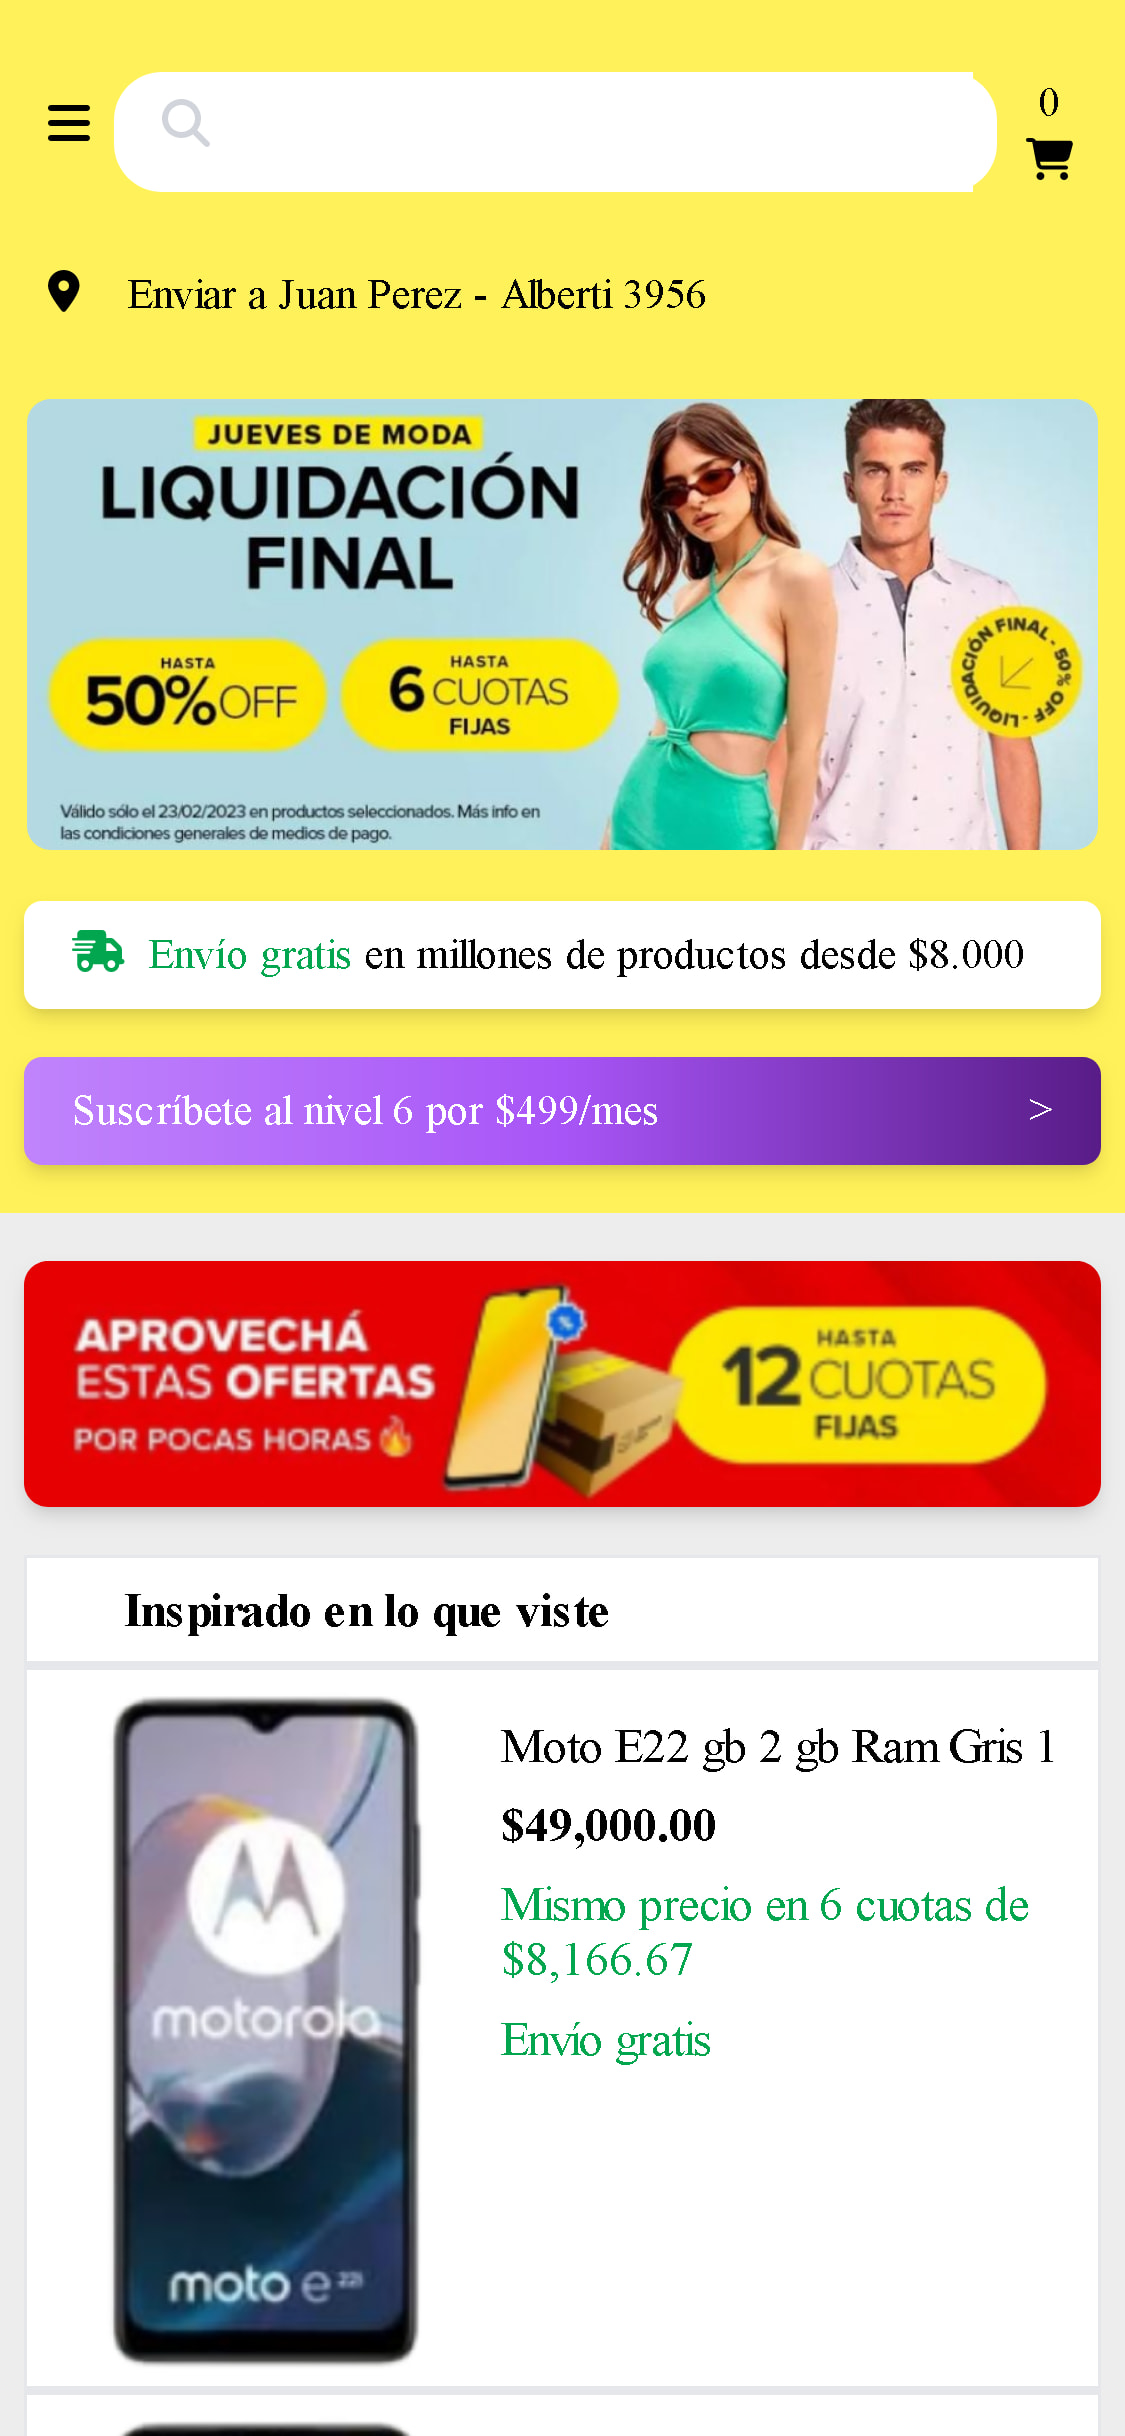 0
Enviar a Juan Perez - Alberti 3956
JUEVES DE MODA
LIQUIDACIÓN
FINAL
HASTA
50%OFF
HASTA
6 CUOTAS
FIJAS
LIQUIDACIÓN FINAL - 50% OFF -
Válido sólo el 23/02/2023 en productos seleccionados. Más info en
las condiciones generales de medios de pago.
Envío gratis en millones de productos desde $8.000
Suscríbete al nivel 6 por $499/mes
>
APROVECHÁ
ESTAS OFERTAS
POR POCAS HORAS
HASTA
12 CUOTAS
FIJAS
Inspirado en lo que viste
motorola
moto e 22i
Moto E22 gb 2 gb Ram Gris 1
$49,000.00
Mismo precio en 6 cuotas de
$8,166.67
Envío gratis